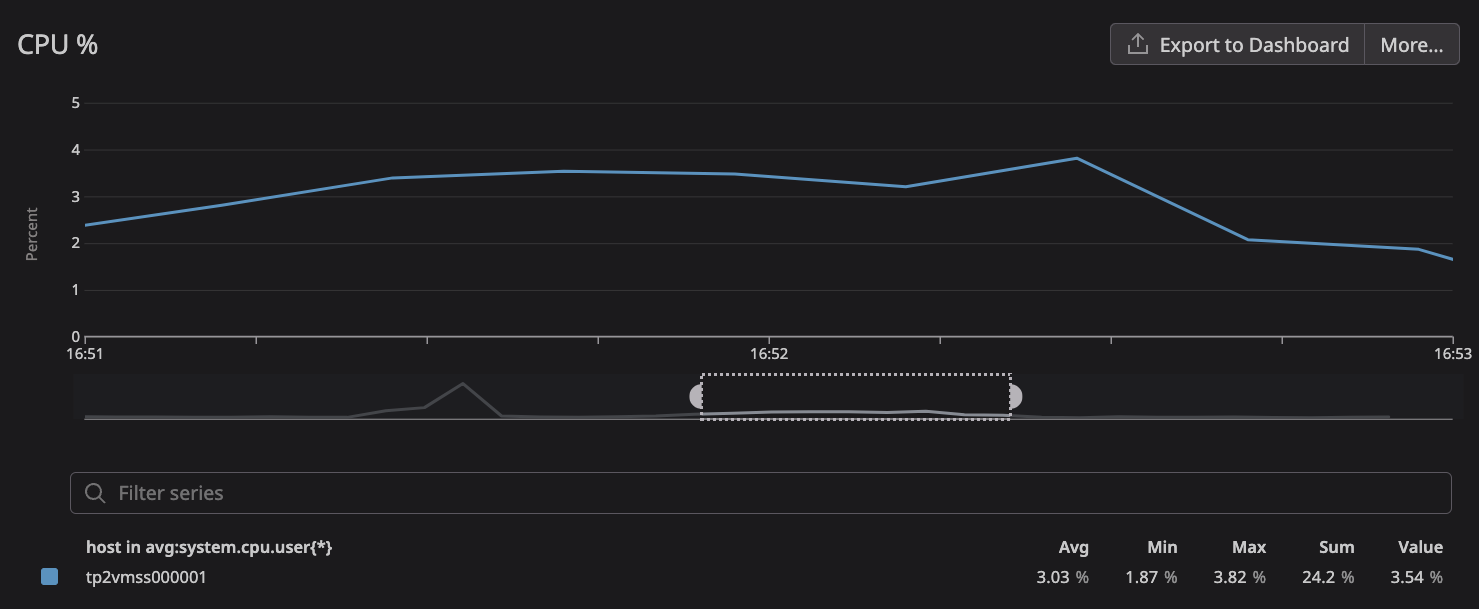 CPU %
Export to Dashboard More...
5
4
3
2
1
0
Percent
16:51 16:52 16:53
Filter series
host in avg:system.cpu.user{*} Avg Min Max Sum Value
tp2vmss000001 3.03 % 1.87 % 3.82 % 24.2 % 3.54 %